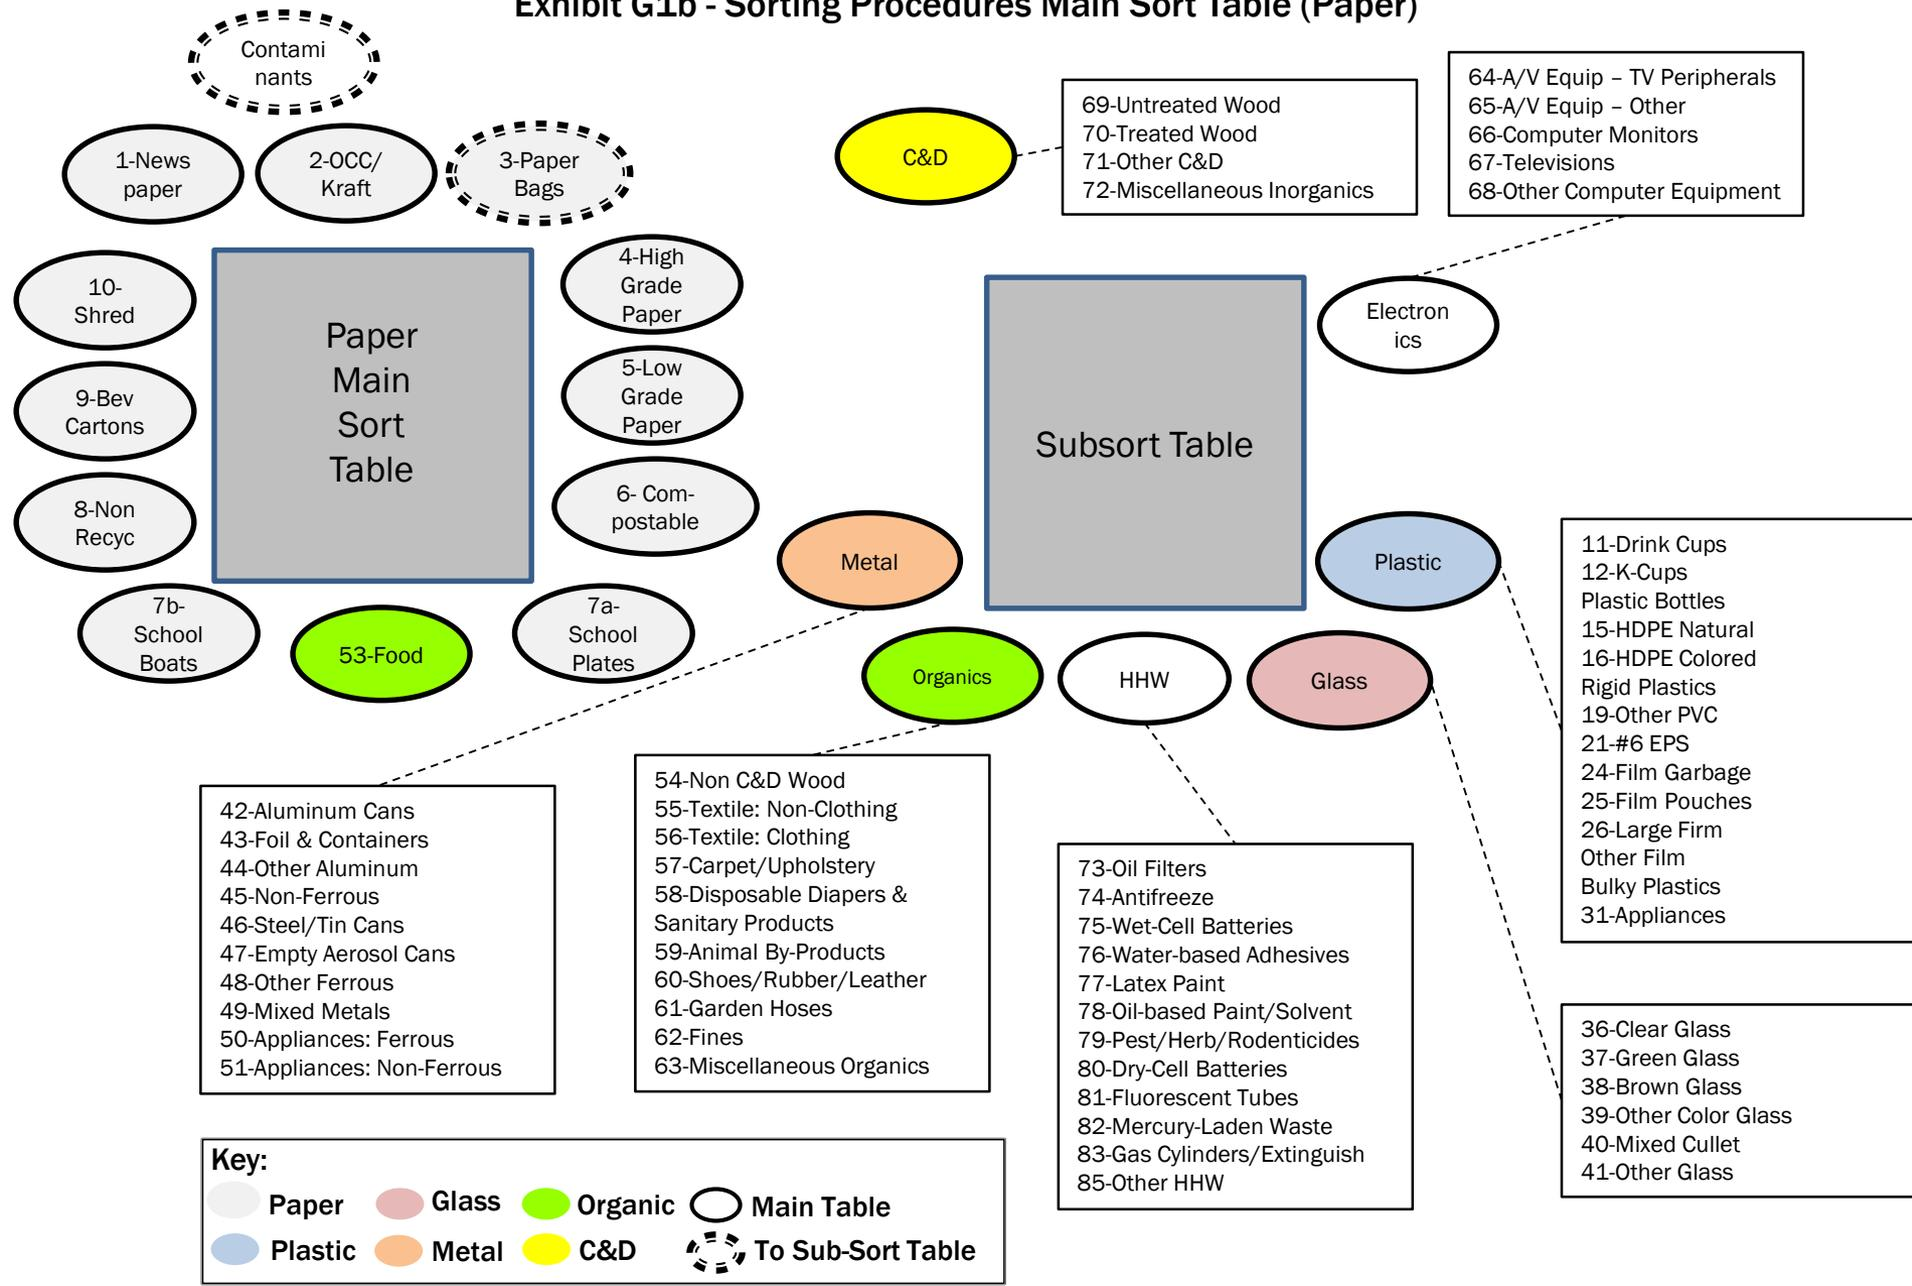 Exhibit G1b - Sorting Procedures Main Sort Table (Paper)
Contami
nants
1-News
paper
2-OCC/
Kraft
3-Paper
Bags
10-
Shred
9-Bev
Cartons
8-Non
Recyc
Paper
Main
Sort
Table
4-High
Grade
Paper
5-Low
Grade
Paper
6- Com-
postable
7b-
School
Boats
53-Food
7a-
School
Plates
C&D
69-Untreated Wood
70-Treated Wood
71-Other C&D
72-Miscellaneous Inorganics
64-A/V Equip – TV Peripherals
65-A/V Equip – Other
66-Computer Monitors
67-Televisions
68-Other Computer Equipment
Subsort Table
Electron
ics
Metal
Plastic
Organics
HHW
Glass
11-Drink Cups
12-K-Cups
Plastic Bottles
15-HDPE Natural
16-HDPE Colored
Rigid Plastics
19-Other PVC
21-#6 EPS
24-Film Garbage
25-Film Pouches
26-Large Firm
Other Film
Bulky Plastics
31-Appliances
42-Aluminum Cans
43-Foil & Containers
44-Other Aluminum
45-Non-Ferrous
46-Steel/Tin Cans
47-Empty Aerosol Cans
48-Other Ferrous
49-Mixed Metals
50-Appliances: Ferrous
51-Appliances: Non-Ferrous
54-Non C&D Wood
55-Textile: Non-Clothing
56-Textile: Clothing
57-Carpet/Upholstery
58-Disposable Diapers &
Sanitary Products
59-Animal By-Products
60-Shoes/Rubber/Leather
61-Garden Hoses
62-Fines
63-Miscellaneous Organics
73-Oil Filters
74-Antifreeze
75-Wet-Cell Batteries
76-Water-based Adhesives
77-Latex Paint
78-Oil-based Paint/Solvent
79-Pest/Herb/Rodenticides
80-Dry-Cell Batteries
81-Fluorescent Tubes
82-Mercury-Laden Waste
83-Gas Cylinders/Extinguish
85-Other HHW
36-Clear Glass
37-Green Glass
38-Brown Glass
39-Other Color Glass
40-Mixed Cullet
41-Other Glass
Key:
Paper
Glass
Organic
Main Table
Plastic
Metal
C&D
To Sub-Sort Table